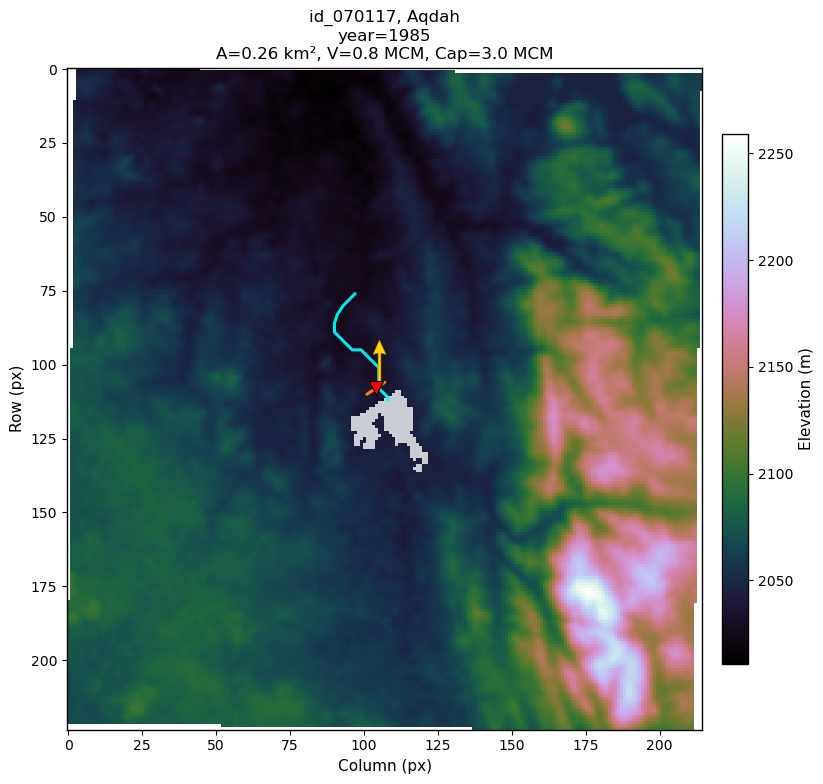 id_070117, Aqdah
year=1985
A=0.26 km², V=0.8 MCM, Cap=3.0 MCM
0
25
50
75
100
125
150
175
200
Row (px)
0 25 50 75 100 125 150 175 200
Column (px)
2250
2200
2150
2100
2050
Elevation (m)